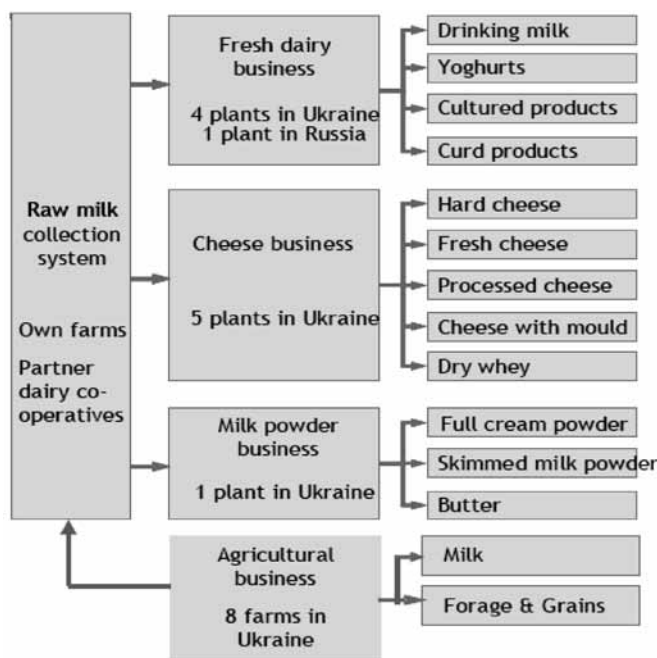 Raw milk
collection
system
Own farms
Partner
dairy co-
operatives
Fresh dairy
business
4 plants in Ukraine
1 plant in Russia
Drinking milk
Yoghurts
Cultured products
Curd products
Cheese business
5 plants in Ukraine
Hard cheese
Fresh cheese
Processed cheese
Cheese with mould
Dry whey
Milk powder
business
1 plant in Ukraine
Full cream powder
Skimmed milk powder
Butter
Agricultural
business
8 farms in
Ukraine
Milk
Forage & Grains